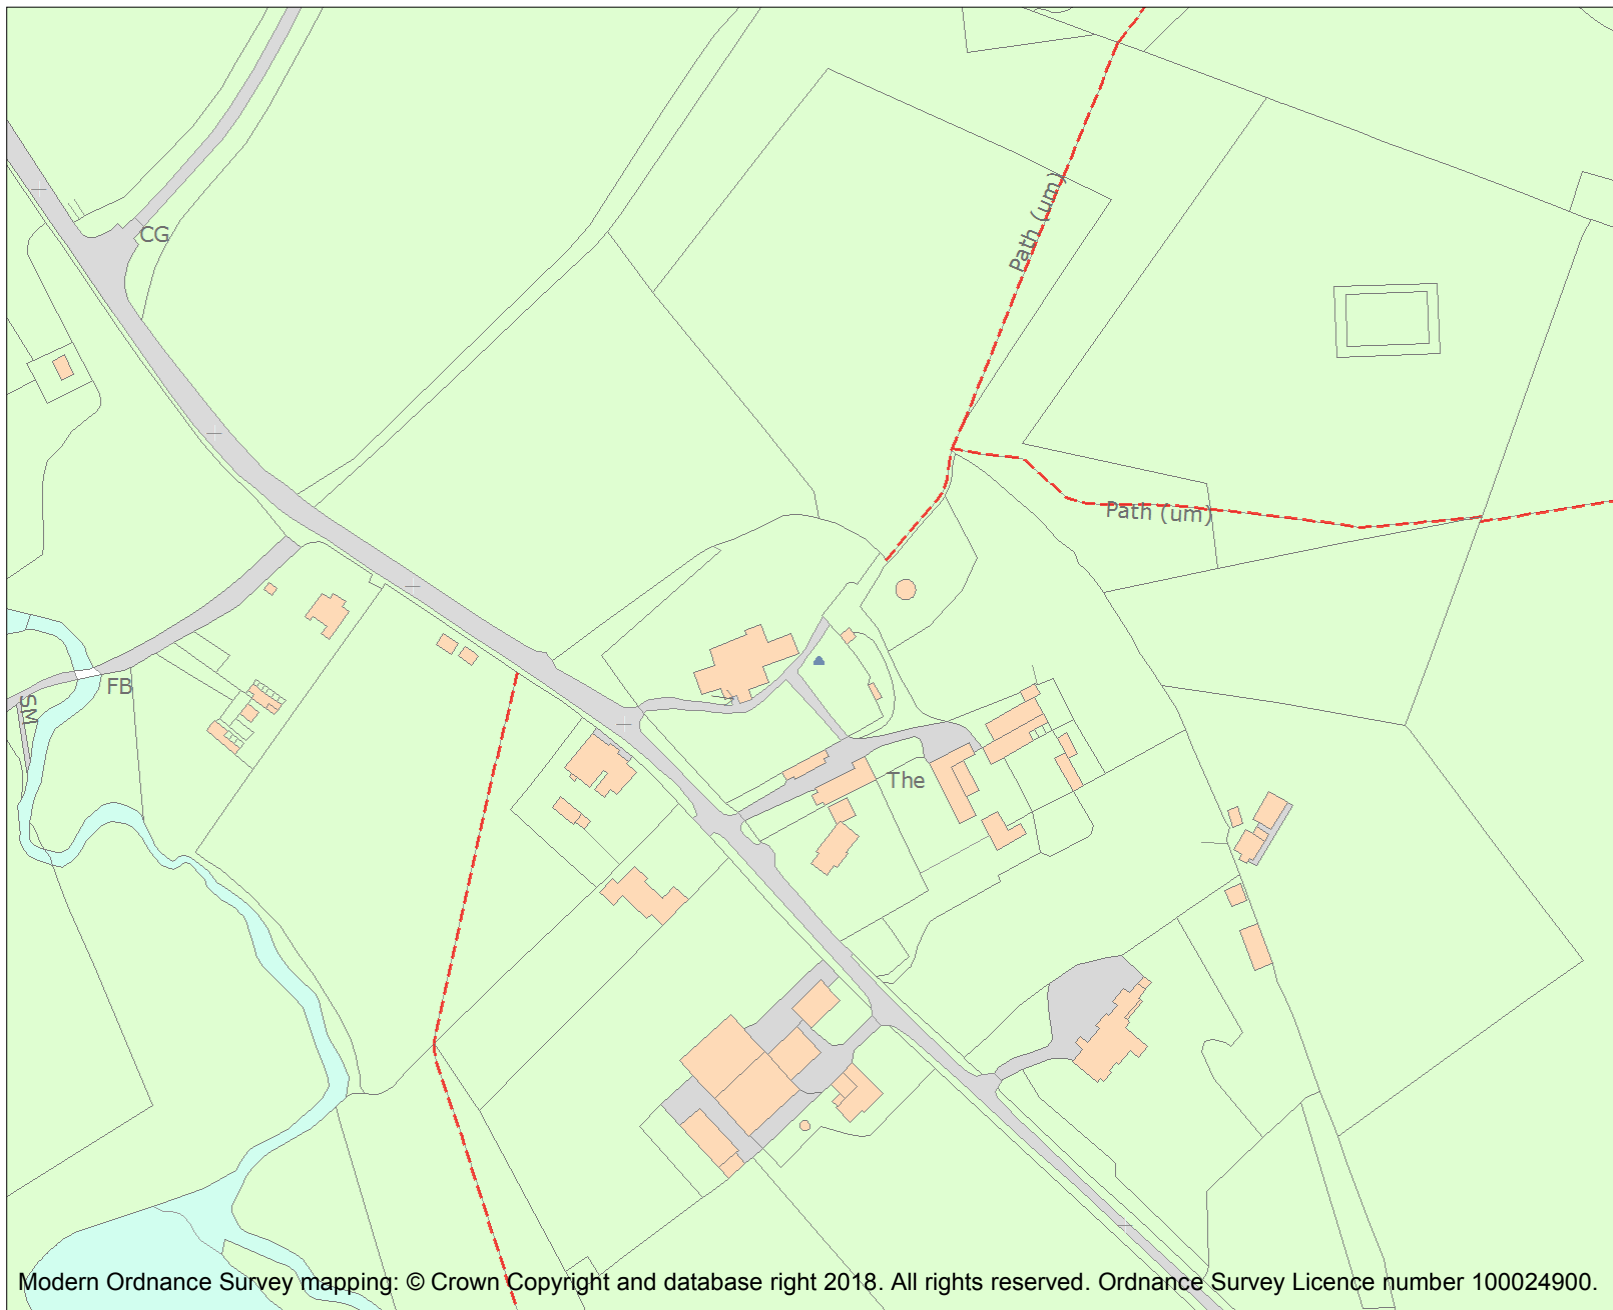 Path (um)
CG
Path (um)
FB
SM
The
Modern Ordnance Survey mapping: © Crown Copyright and database right 2018. All rights reserved. Ordnance Survey Licence number 100024900.